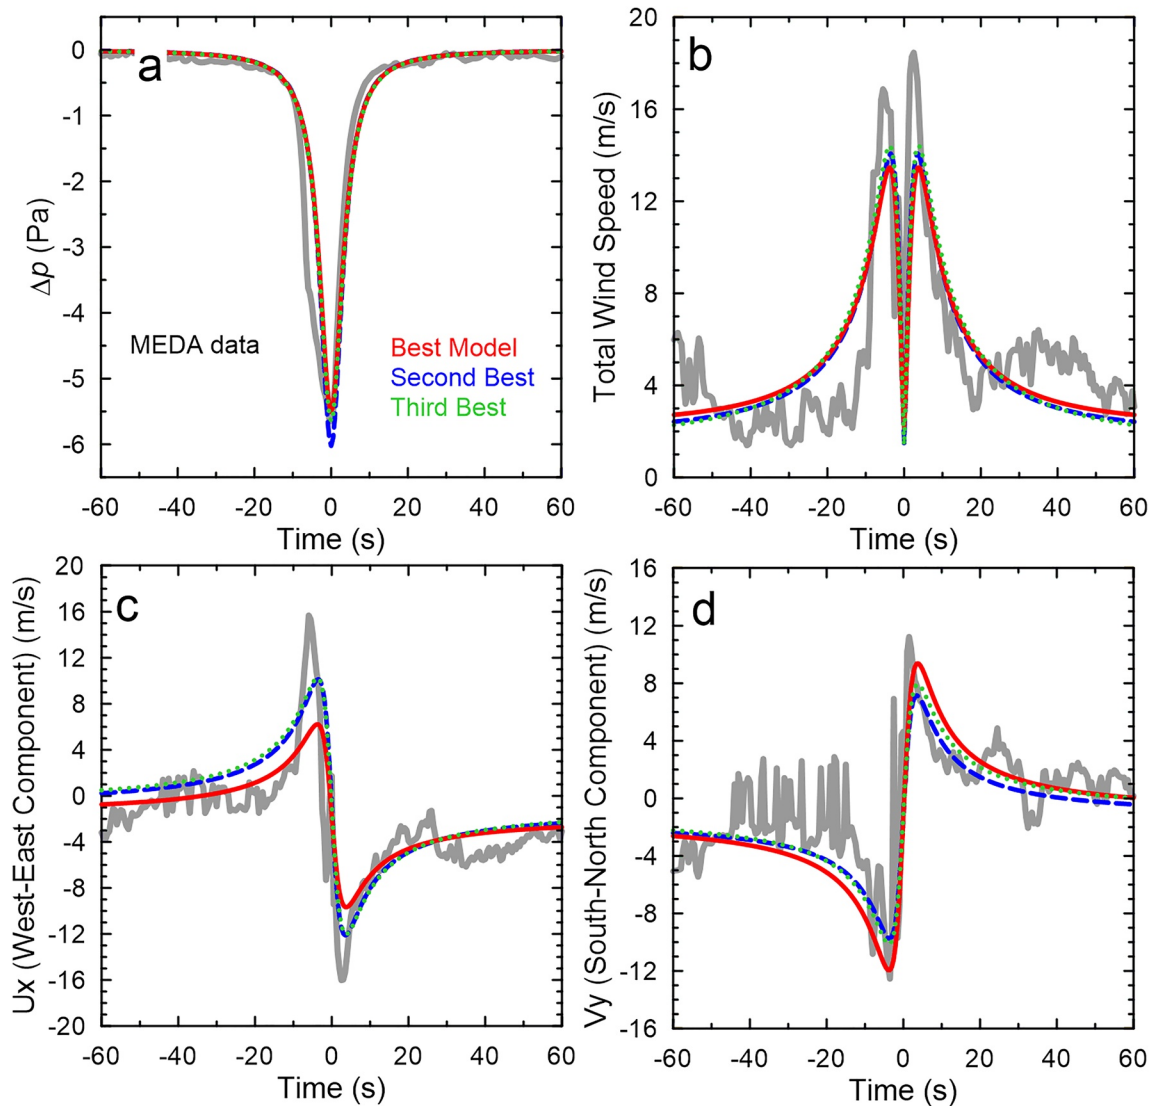 a
Δp (Pa)
0
-1
-2
-3
-4
-5
-6
MEDA data
Best Model
Second Best
Third Best
-60 -40 -20 0 20 40 60
Time (s)
b
Total Wind Speed (m/s)
20
16
12
8
4
0
-60 -40 -20 0 20 40 60
Time (s)
c
Ux (West-East Component) (m/s)
20
16
12
8
4
0
-4
-8
-12
-16
-20
-60 -40 -20 0 20 40 60
Time (s)
d
Vy (South-North Component) (m/s)
16
12
8
4
0
-4
-8
-12
-16
-60 -40 -20 0 20 40 60
Time (s)